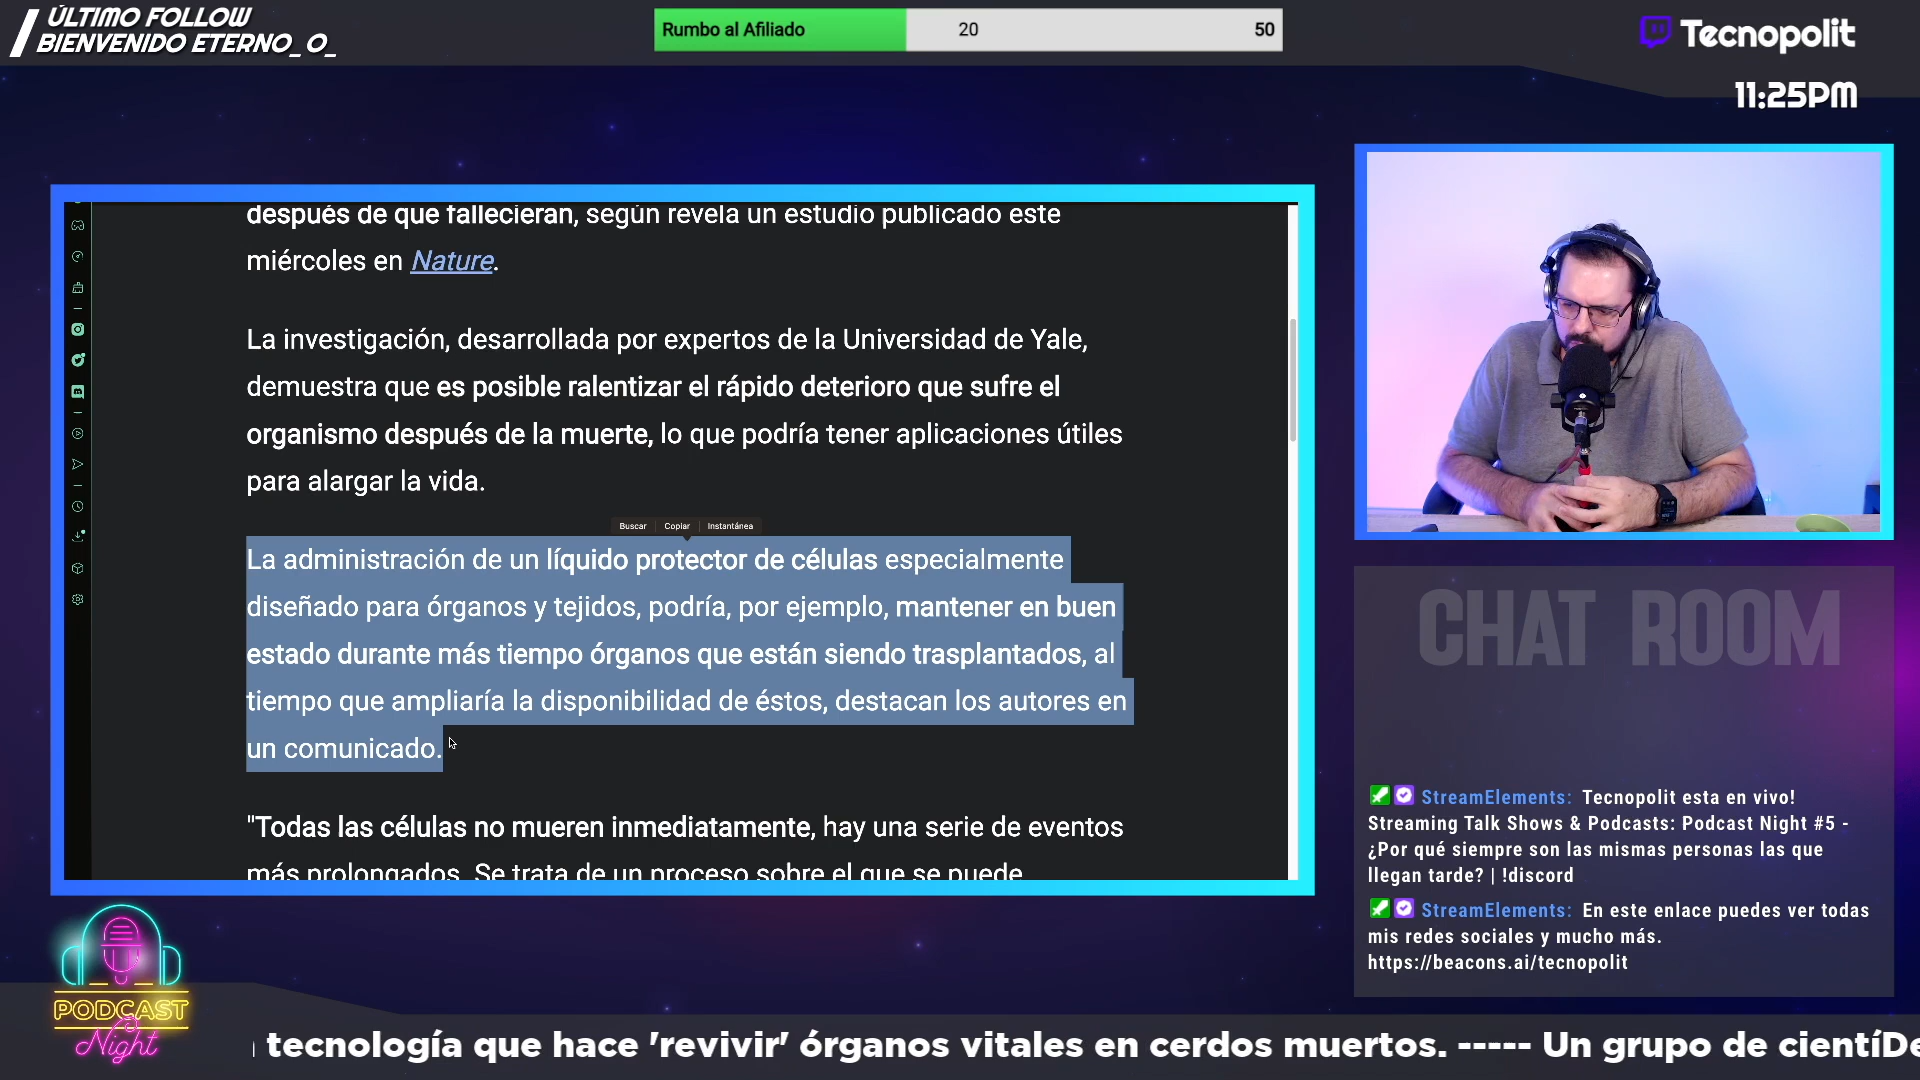 ÚLTIMO FOLLOW
BIENVENIDO ETERNO_O_
Rumbo al Afiliado 20 50
Tecnopolit
11:25PM
después de que fallecieran, según revela un estudio publicado este
miércoles en Nature.
La investigación, desarrollada por expertos de la Universidad de Yale,
demuestra que es posible ralentizar el rápido deterioro que sufre el
organismo después de la muerte, lo que podría tener aplicaciones útiles
para alargar la vida.
Buscar Copiar Instantánea
La administración de un líquido protector de células especialmente
diseñado para órganos y tejidos, podría, por ejemplo, mantener en buen
estado durante más tiempo órganos que están siendo trasplantados, al
tiempo que ampliaría la disponibilidad de éstos, destacan los autores en
un comunicado.
"Todas las células no mueren inmediatamente, hay una serie de eventos
más prolongados. Se trata de un proceso sobre el que se puede
CHAT ROOM
StreamElements: Tecnopolit esta en vivo!
Streaming Talk Shows & Podcasts: Podcast Night #5 -
¿Por qué siempre son las mismas personas las que
llegan tarde? | !discord
StreamElements: En este enlace puedes ver todas
mis redes sociales y mucho más.
https://beacons.ai/tecnopolit
PODCAST
Night
tecnología que hace 'revivir' órganos vitales en cerdos muertos. ----- Un grupo de cientíDe